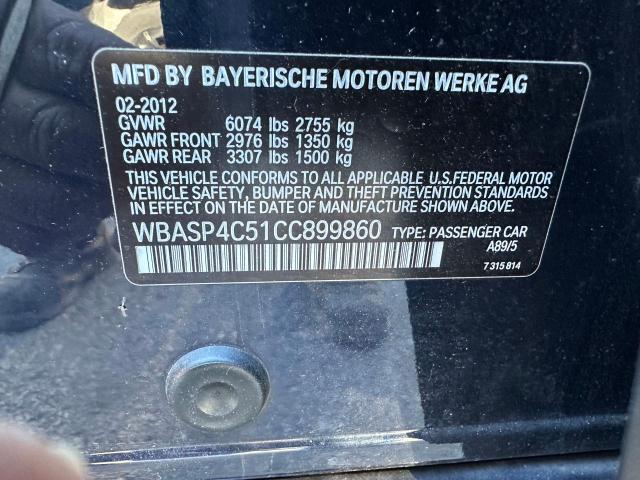 MFD BY BAYERISCHE MOTOREN WERKE AG
02-2012
GVWR 6074 lbs 2755 kg
GAWR FRONT 2976 lbs 1350 kg
GAWR REAR 3307 lbs 1500 kg
THIS VEHICLE CONFORMS TO ALL APPLICABLE U.S.FEDERAL MOTOR
VEHICLE SAFETY, BUMPER AND THEFT PREVENTION STANDARDS
IN EFFECT ON THE DATE OF MANUFACTURE SHOWN ABOVE.
WBASP4C51CC899860 TYPE: PASSENGER CAR
A89/5
7 315 814